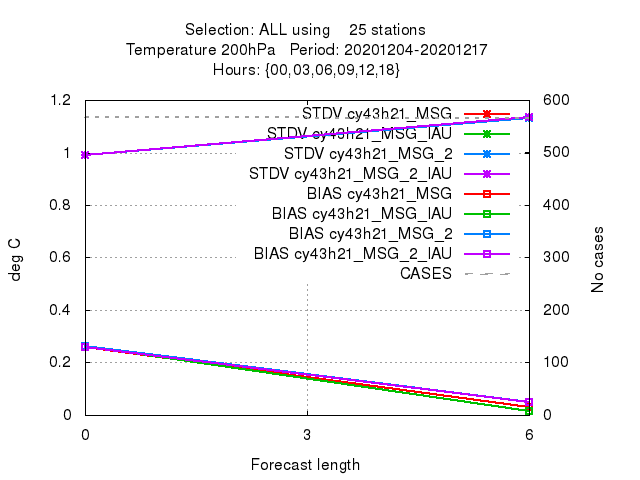 Selection: ALL using 25 stations
Temperature 200hPa Period: 20201204-20201217
Hours: {00,03,06,09,12,18}
1.2
1
0.8
0.6
0.4
0.2
0
deg C
STDV cy43h21_MSG
STDV cy43h21_MSG_IAU
STDV cy43h21_MSG_2
STDV cy43h21_MSG_2_IAU
BIAS cy43h21_MSG
BIAS cy43h21_MSG_IAU
BIAS cy43h21_MSG_2
BIAS cy43h21_MSG_2_IAU
CASES
600
500
400
300
200
100
0
No cases
0 3 6
Forecast length